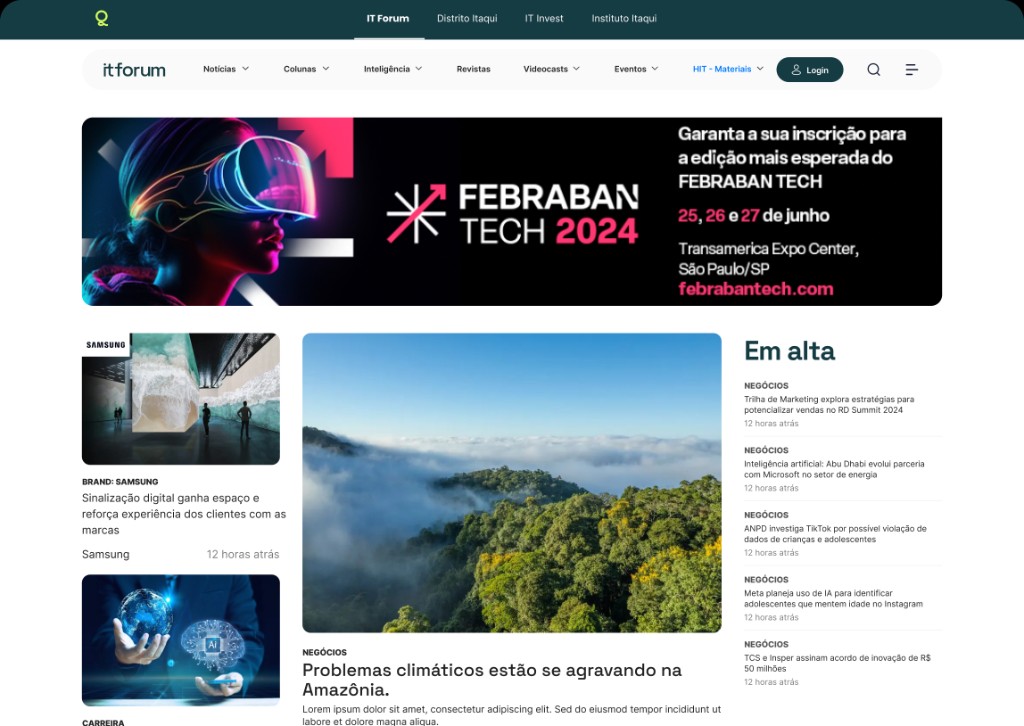 IT Forum
Distrito Itaqui
IT Invest
Instituto Itaqui
itforum
Notícias
Colunas
Inteligência
Revistas
Videocasts
Eventos
HIT - Materiais
Login
FEBRABAN
TECH 2024
Garanta a sua inscrição para
a edição mais esperada do
FEBRABAN TECH
25, 26 e 27 de junho
Transamerica Expo Center,
São Paulo/SP
febrabantech.com
SAMSUNG
BRAND: SAMSUNG
Sinalização digital ganha espaço e
reforça experiência dos clientes com as
marcas
Samsung
12 horas atrás
Ai
CARREIRA
NEGÓCIOS
Problemas climáticos estão se agravando na
Amazônia.
Lorem ipsum dolor sit amet, consectetur adipiscing elit. Sed do eiusmod tempor incididunt ut
labore et dolore magna aliqua.
Em alta
NEGÓCIOS
Trilha de Marketing explora estratégias para
potencializar vendas no RD Summit 2024
12 horas atrás
NEGÓCIOS
Inteligência artificial: Abu Dhabi evolui parceria
com Microsoft no setor de energia
12 horas atrás
NEGÓCIOS
ANPD investiga TikTok por possível violação de
dados de crianças e adolescentes
12 horas atrás
NEGÓCIOS
Meta planeja uso de IA para identificar
adolescentes que mentem idade no Instagram
12 horas atrás
NEGÓCIOS
TCS e Insper assinam acordo de inovação de R$
50 milhões
12 horas atrás